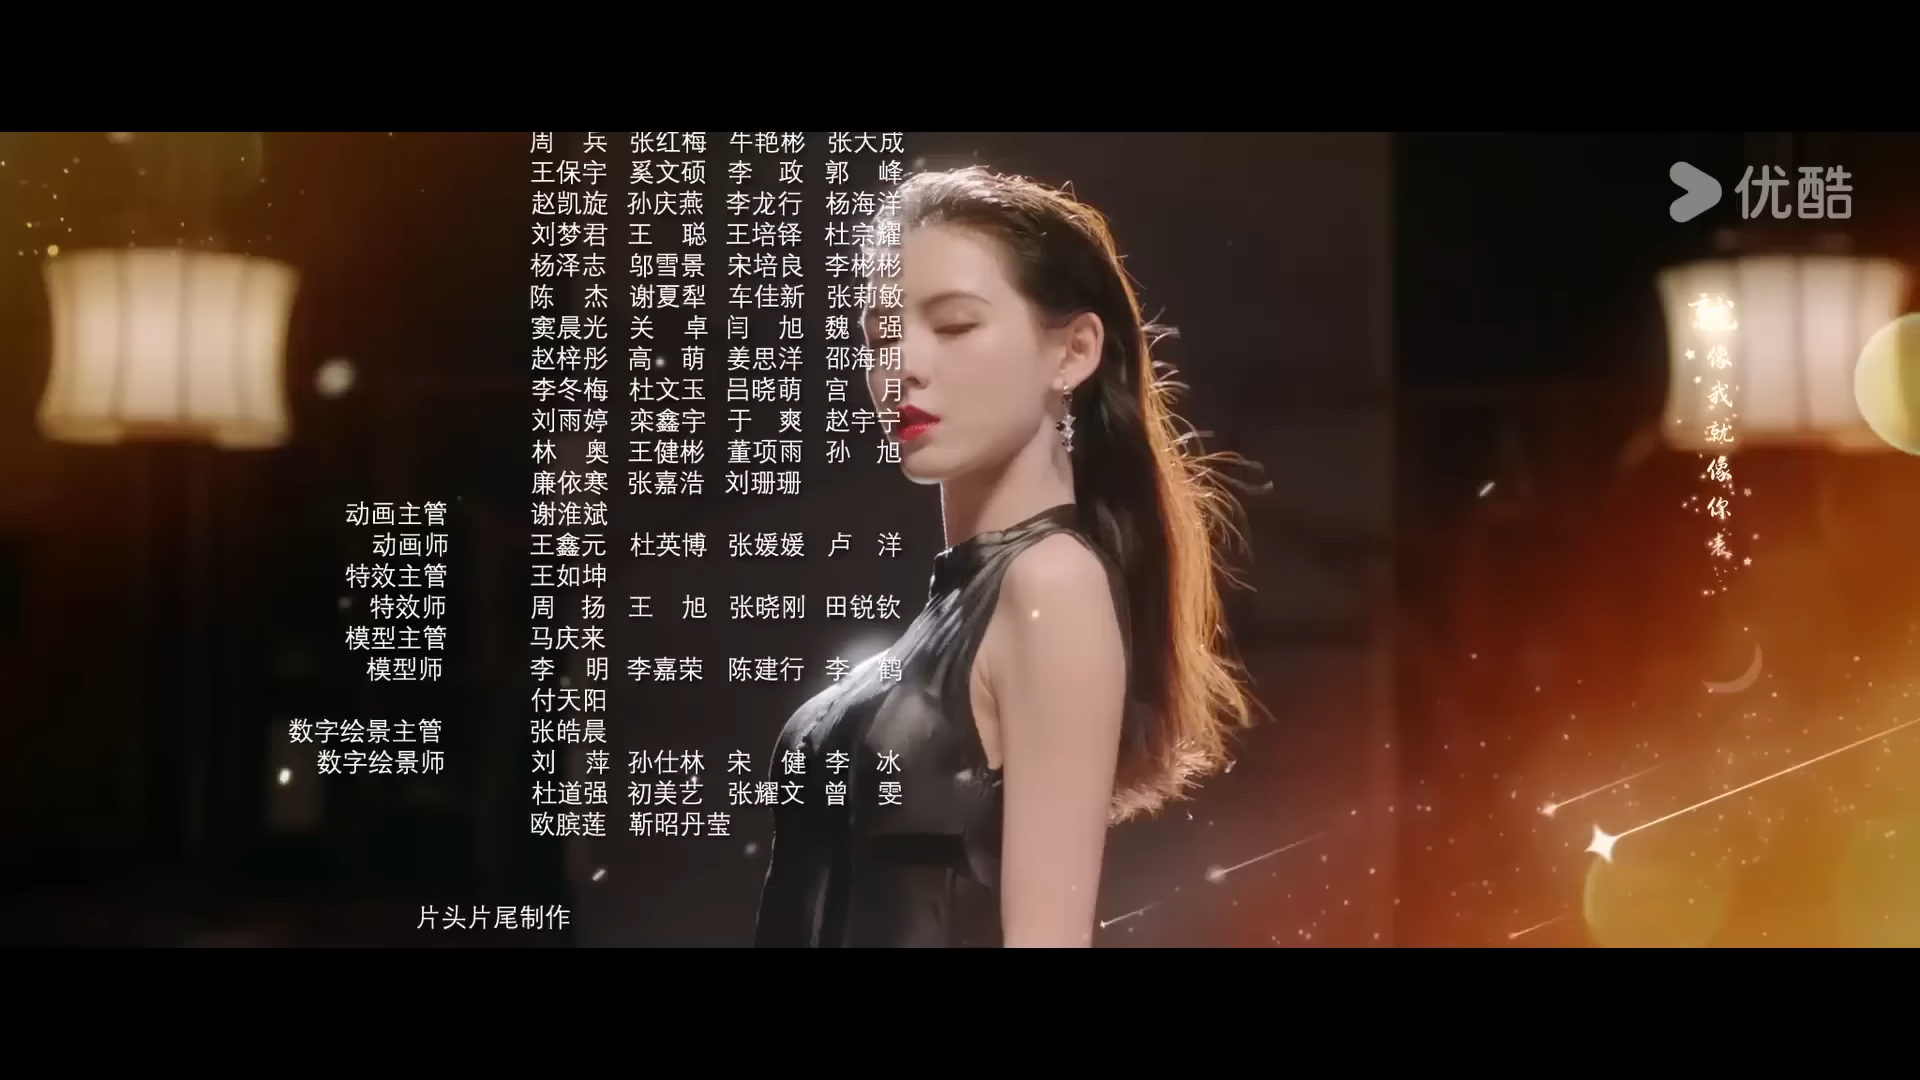 周 兵 张红梅 牛艳彬 张大成
王保宇 奚文硕 李 政 郭 峰
赵凯旋 孙庆燕 李龙行 杨海洋
刘梦君 王 聪 王培铎 杜宗耀
杨泽志 邬雪景 宋培良 李彬彬
陈 杰 谢夏犁 车佳新 张莉敏
窦晨光 关 卓 闫 旭 魏 强
赵梓彤 高 萌 姜思洋 邵海明
李冬梅 杜文玉 吕晓萌 宫 月
刘雨婷 栾鑫宇 于 爽 赵宇宁
林 奥 王健彬 董项雨 孙 旭
廉依寒 张嘉浩 刘珊珊
动画主管 谢淮斌
动画师 王鑫元 杜英博 张媛媛 卢 洋
特效主管 王如坤
特效师 周 扬 王 旭 张晓刚 田锐钦
模型主管 马庆来
模型师 李 明 李嘉荣 陈建行 李 鹤
付天阳
数字绘景主管 张皓晨
数字绘景师 刘 萍 孙仕林 宋 健 李 冰
杜道强 初美艺 张耀文 曾 雯
欧膑莲 靳昭丹莹
片头片尾制作
优酷
就像我就像你